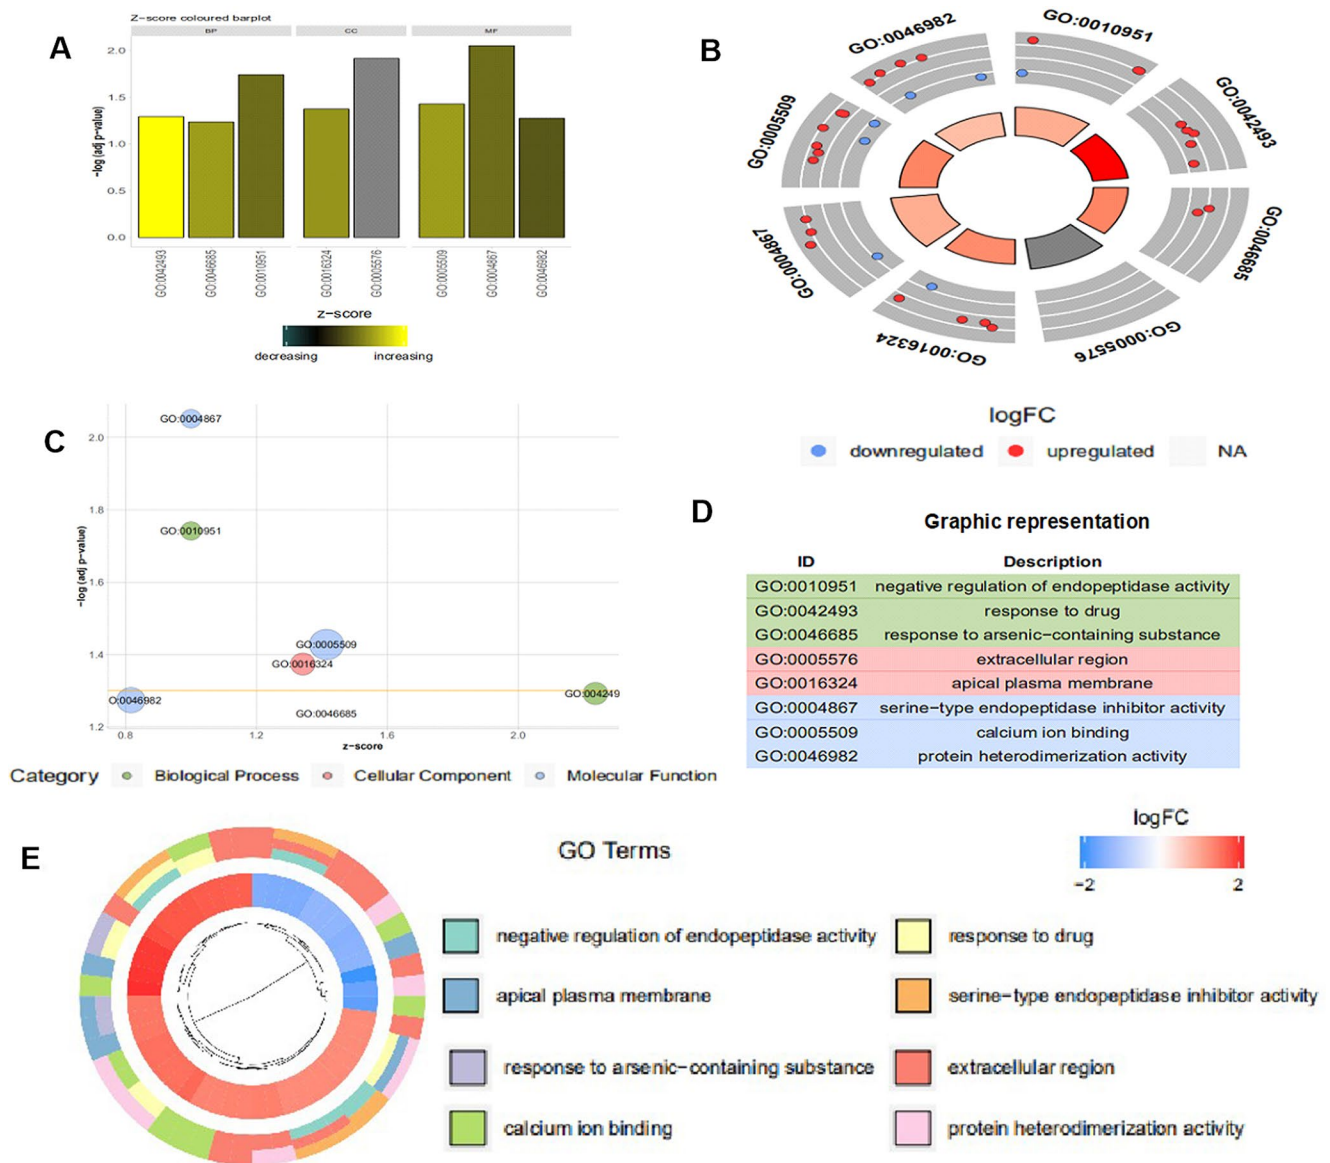 A
Z-score coloured barplot
BP CC MF
-log (adj p-value)
2.0
1.5
1.0
0.5
0.0
GO:0042493
GO:0046685
GO:0010951
GO:0016324
GO:0005576
GO:0005509
GO:0004867
GO:0046982
z-score
decreasing increasing
B
GO:0046982
GO:0010951
GO:0042493
GO:0046685
GO:0005576
GO:0016324
GO:0004867
GO:0005509
logFC
downregulated upregulated NA
C
-log (adj p-value)
2.0
1.8
1.6
1.4
1.2
GO:0004867
GO:0010951
GO:0005509
GO:0016324
O:0046982
GO:004249
GO:0046685
0.8 1.2 1.6 2.0
z-score
Category Biological Process Cellular Component Molecular Function
D
Graphic representation
ID Description
GO:0010951 negative regulation of endopeptidase activity
GO:0042493 response to drug
GO:0046685 response to arsenic-containing substance
GO:0005576 extracellular region
GO:0016324 apical plasma membrane
GO:0004867 serine-type endopeptidase inhibitor activity
GO:0005509 calcium ion binding
GO:0046982 protein heterodimerization activity
logFC
-2 2
E
GO Terms
negative regulation of endopeptidase activity response to drug
apical plasma membrane serine-type endopeptidase inhibitor activity
response to arsenic-containing substance extracellular region
calcium ion binding protein heterodimerization activity